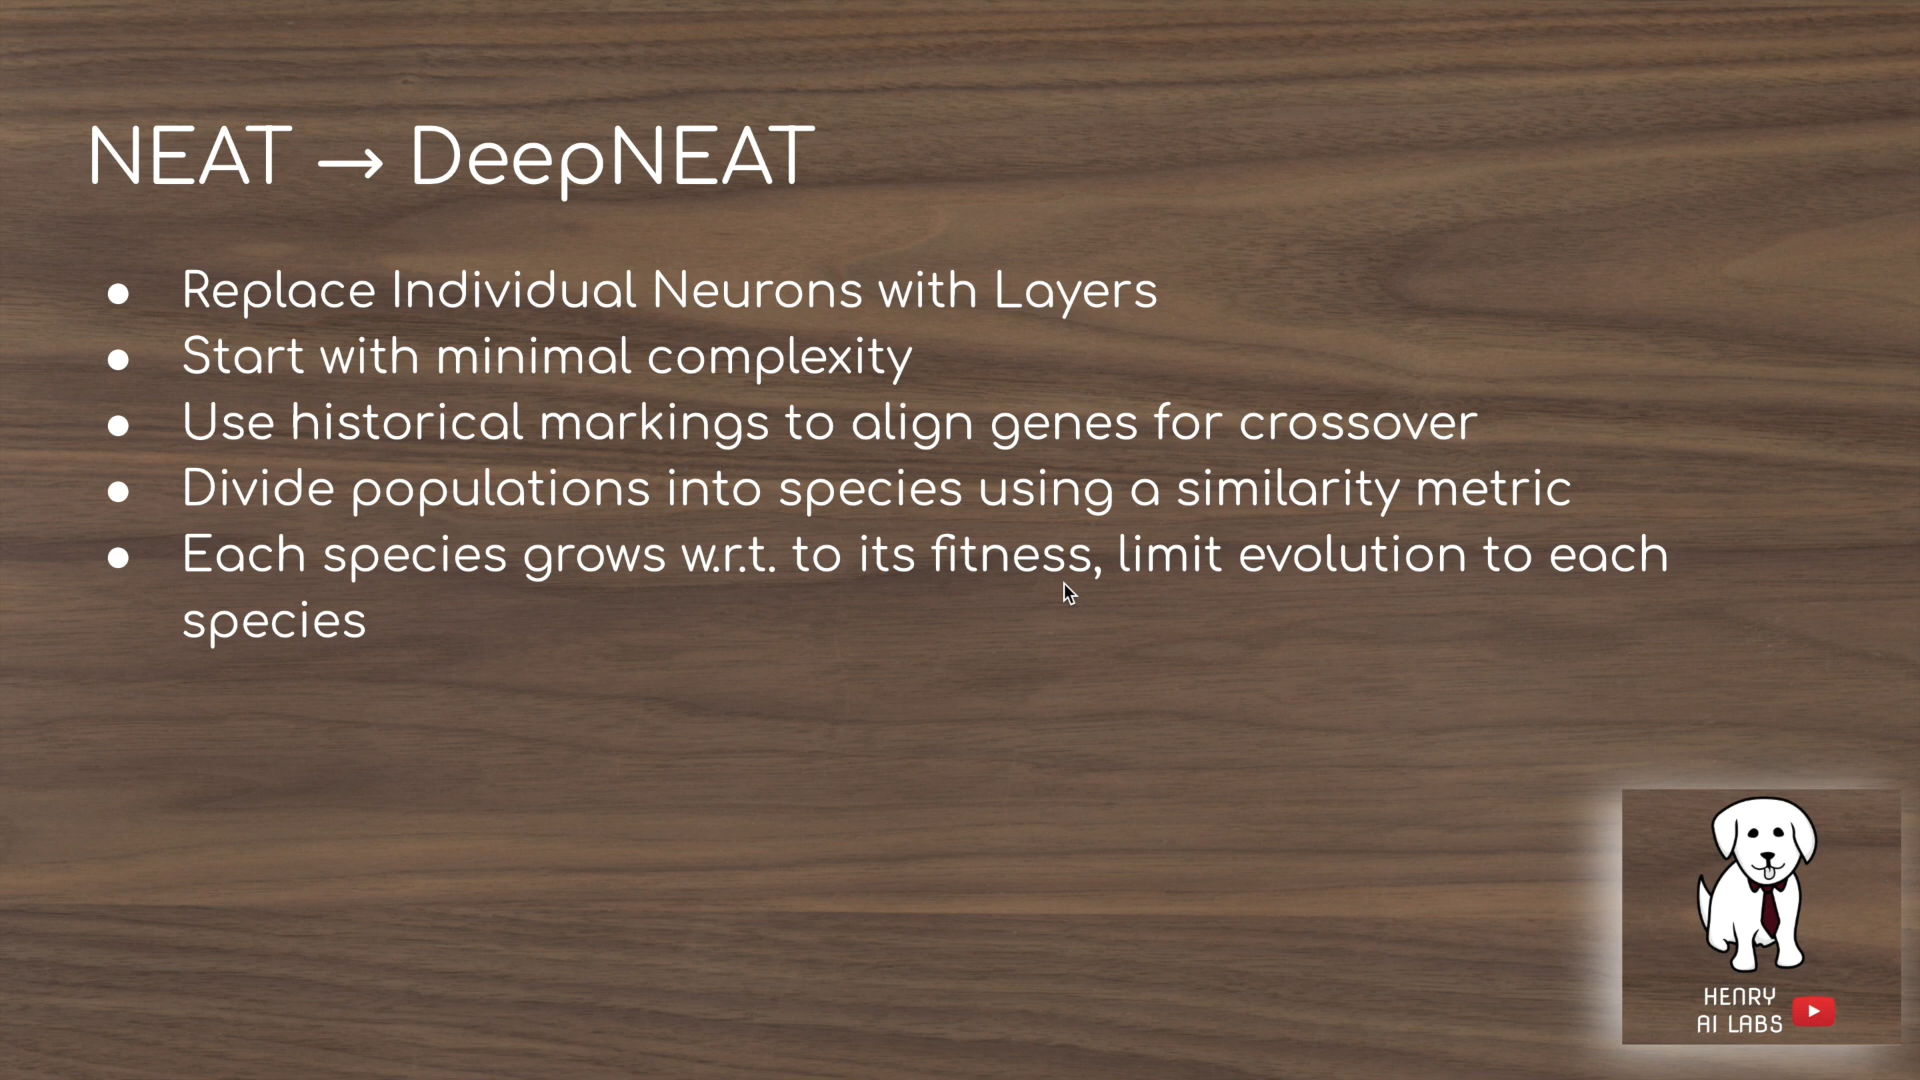 NEAT → DeepNEAT
● Replace Individual Neurons with Layers
● Start with minimal complexity
● Use historical markings to align genes for crossover
● Divide populations into species using a similarity metric
● Each species grows w.r.t. to its fitness, limit evolution to each
species
HENRY
AI LABS